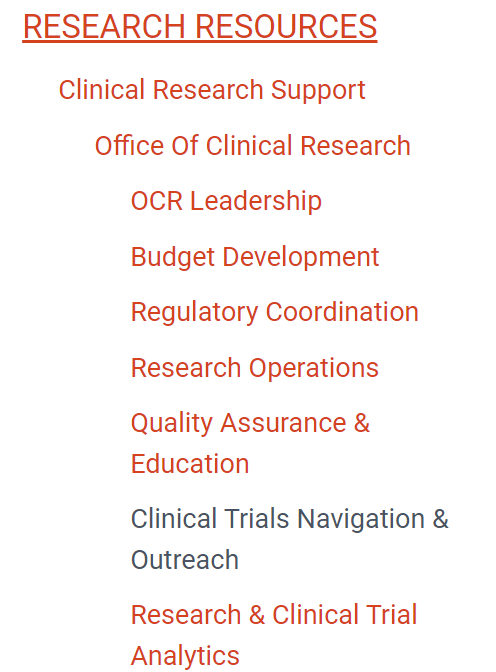 RESEARCH RESOURCES
Clinical Research Support
Office Of Clinical Research
OCR Leadership
Budget Development
Regulatory Coordination
Research Operations
Quality Assurance &
Education
Clinical Trials Navigation &
Outreach
Research & Clinical Trial
Analytics